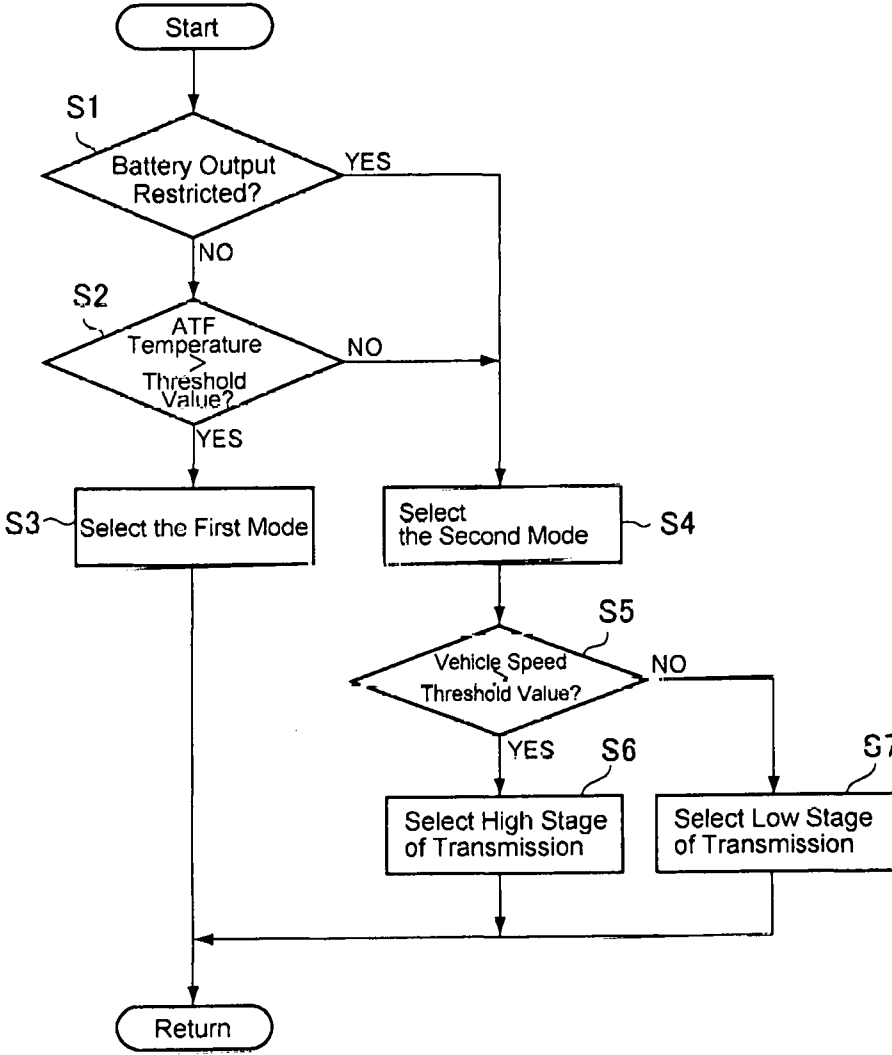 Start
S1
Battery Output
Restricted?
YES
NO
S2
ATF
Temperature
>
Threshold
Value?
NO
YES
S3
Select the First Mode
Select
the Second Mode
S4
S5
Vehicle Speed
>
Threshold Value?
NO
YES
S6
S7
Select High Stage
of Transmission
Select Low Stage
of Transmission
Return